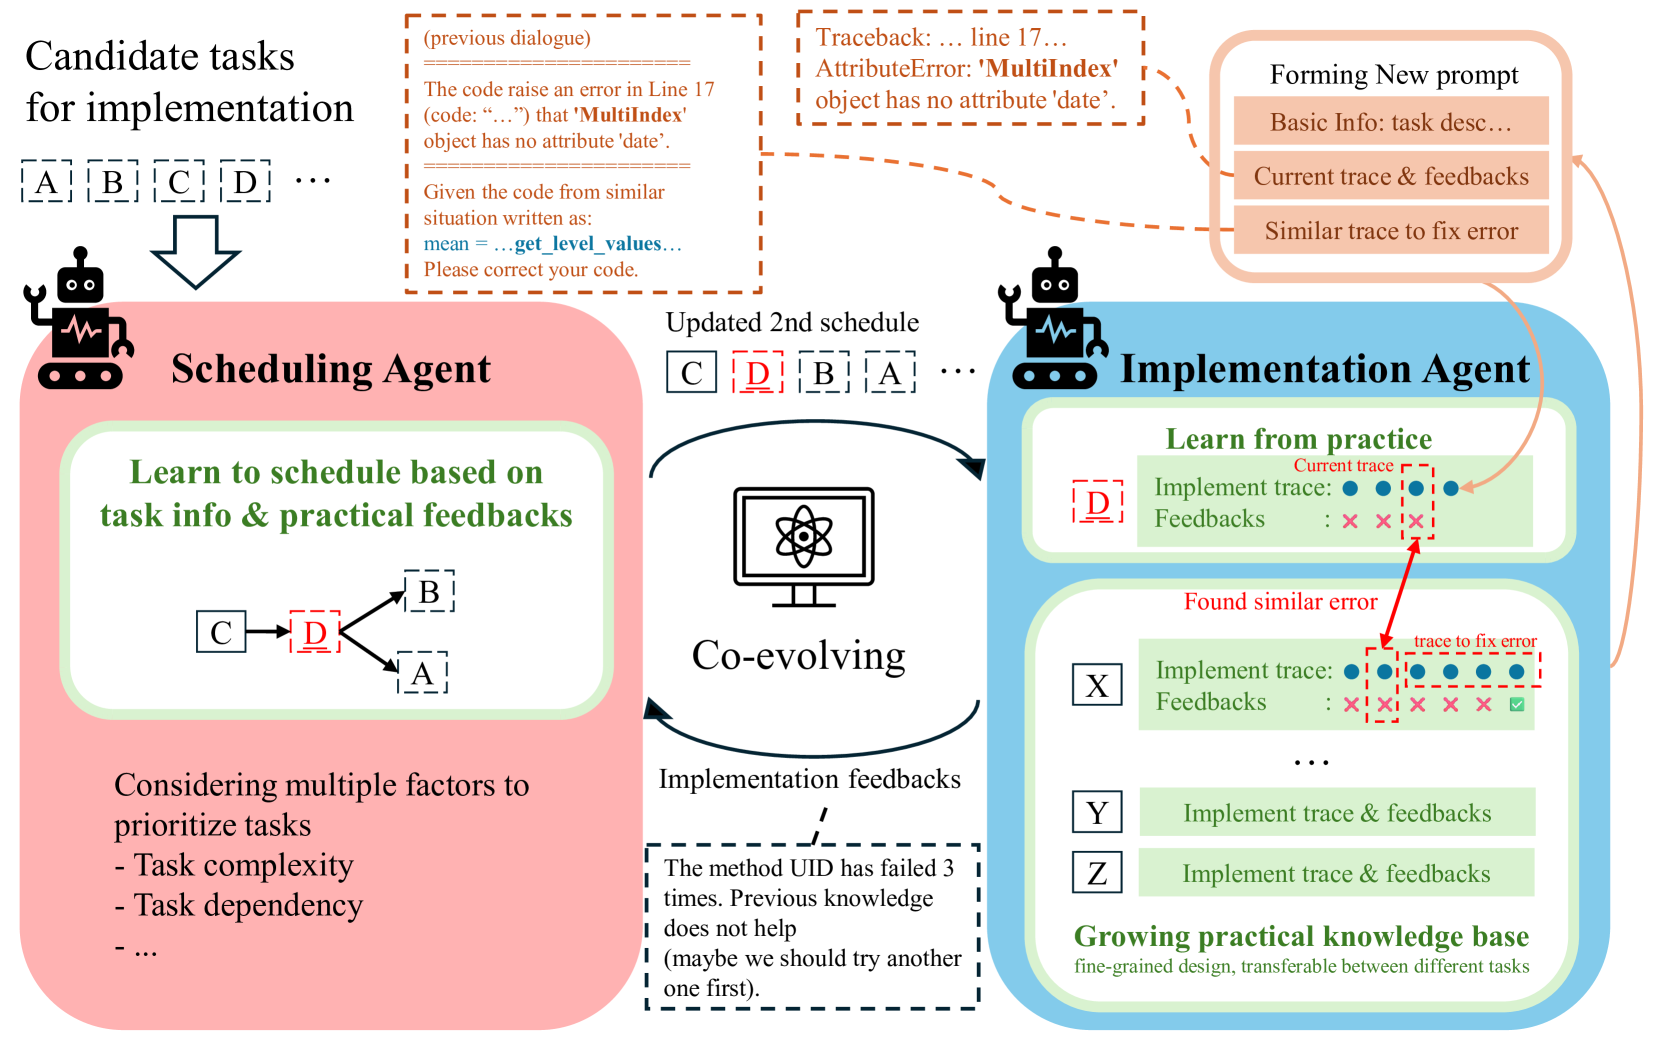 Candidate tasks
for implementation
A B C D ...
(previous dialogue)
======================
The code raise an error in Line 17
(code: “…”) that 'MultiIndex'
object has no attribute 'date’.
======================
Given the code from similar
situation written as:
mean = …get_level_values…
Please correct your code.
Traceback: … line 17…
AttributeError: 'MultiIndex'
object has no attribute 'date’.
Forming New prompt
Basic Info: task desc…
Current trace & feedbacks
Similar trace to fix error
Scheduling Agent
Learn to schedule based on
task info & practical feedbacks
C D B A
Considering multiple factors to
prioritize tasks
- Task complexity
- Task dependency
- ...
Updated 2nd schedule
C D B A ...
Co-evolving
Implementation feedbacks
The method UID has failed 3
times. Previous knowledge
does not help
(maybe we should try another
one first).
Implementation Agent
Learn from practice
Current trace
D
Implement trace:
Feedbacks :
Found similar error
trace to fix error
X
Implement trace:
Feedbacks :
...
Y Implement trace & feedbacks
Z Implement trace & feedbacks
Growing practical knowledge base
fine-grained design, transferable between different tasks